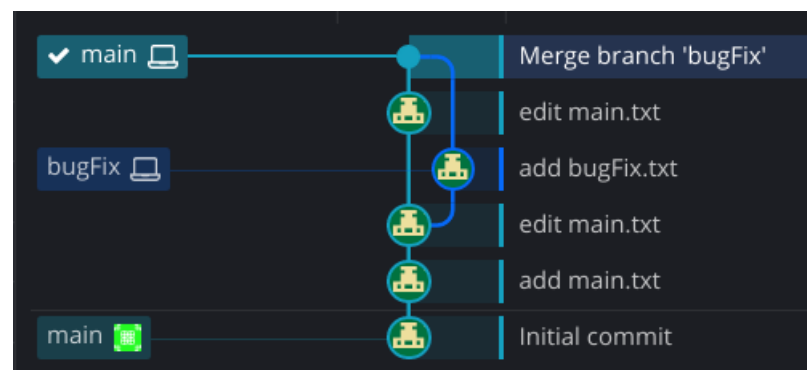 main Merge branch 'bugFix'
edit main.txt
bugFix add bugFix.txt
edit main.txt
add main.txt
main Initial commit